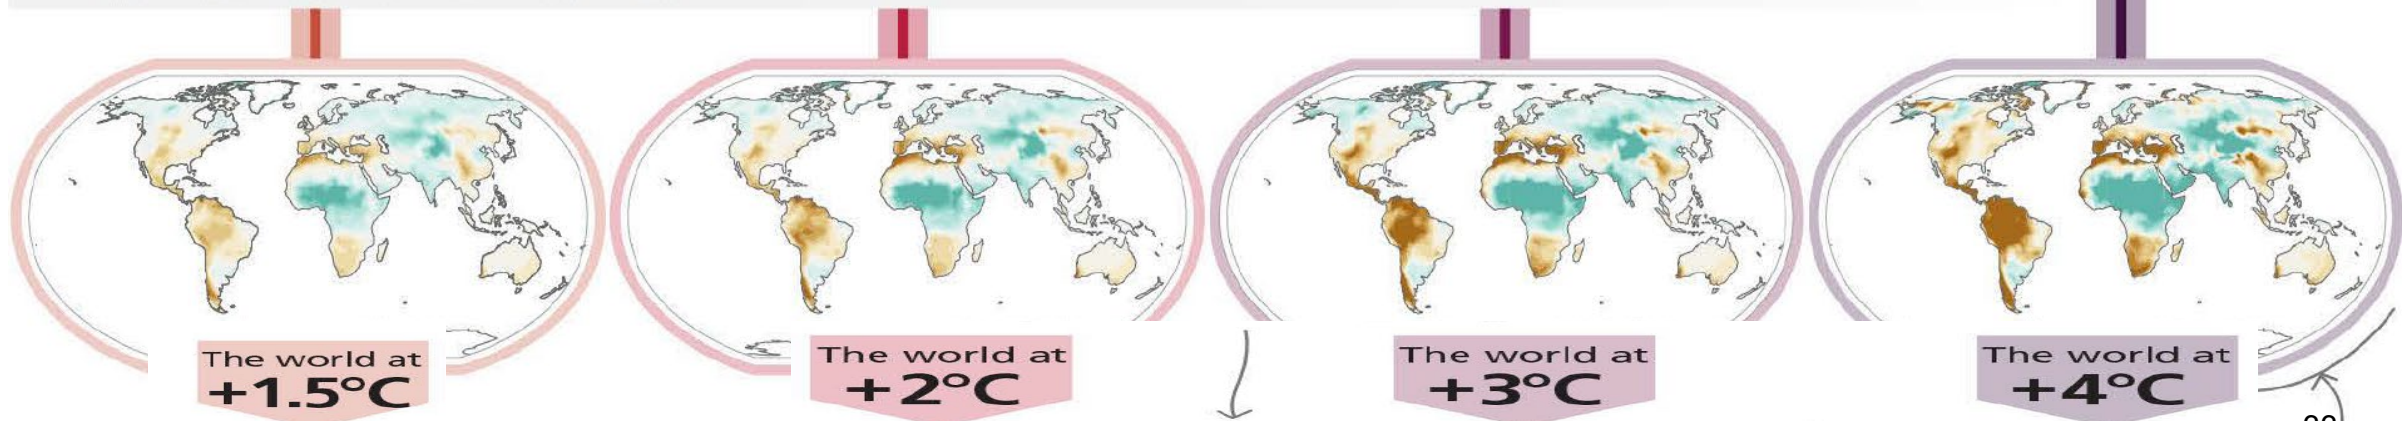 The world at
+1.5°C
The world at
+2°C
The world at
+3°C
The world at
+4°C